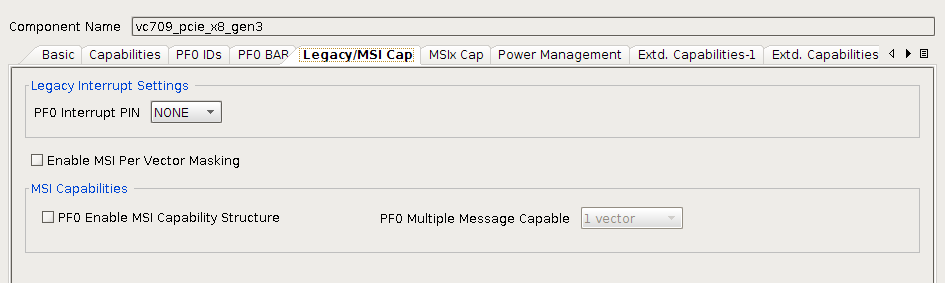 Component Name vc709_pcie_x8_gen3
Basic Capabilities PF0 IDs PF0 BAR Legacy/MSI Cap MSIx Cap Power Management Extd. Capabilities-1 Extd. Capabilities
Legacy Interrupt Settings
PF0 Interrupt PIN NONE
Enable MSI Per Vector Masking
MSI Capabilities
PF0 Enable MSI Capability Structure PF0 Multiple Message Capable 1 vector